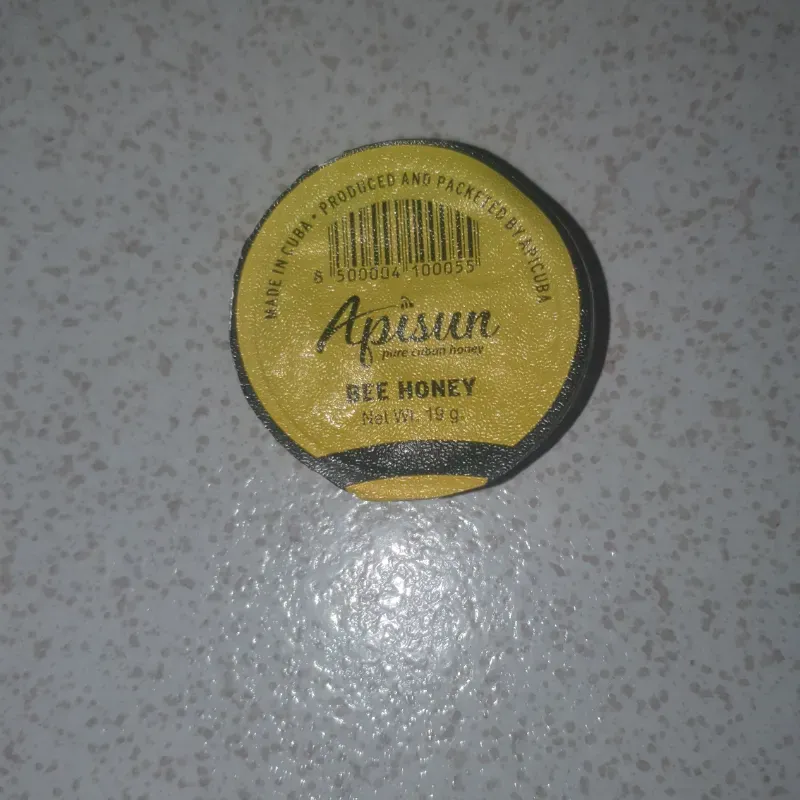 MADE IN CUBA • PRODUCED AND PACKETED BY APICUBA
8 500004 100055
Apisun
pure cuban honey
BEE HONEY
Net Wt. 19 g.